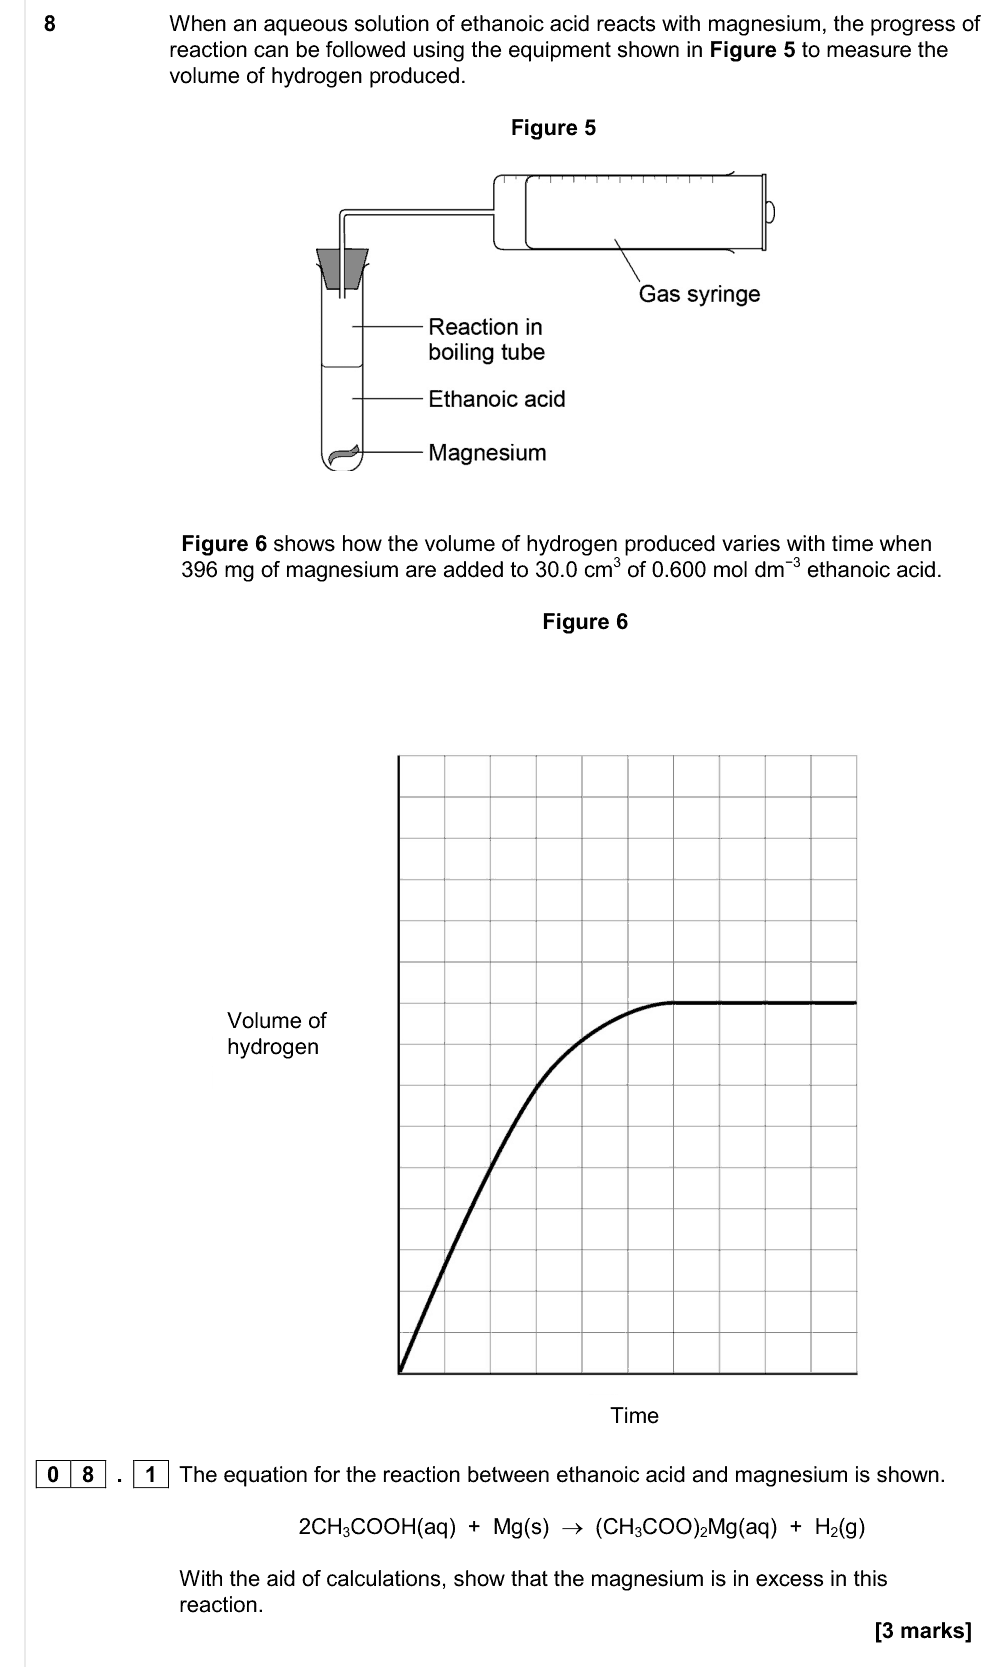 8 When an aqueous solution of ethanoic acid reacts with magnesium, the progress of
reaction can be followed using the equipment shown in Figure 5 to measure the
volume of hydrogen produced.
Figure 5
Gas syringe
Reaction in
boiling tube
Ethanoic acid
Magnesium
Figure 6 shows how the volume of hydrogen produced varies with time when
396 mg of magnesium are added to 30.0 cm³ of 0.600 mol dm⁻³ ethanoic acid.
Figure 6
Volume of
hydrogen
Time
0 8 . 1 The equation for the reaction between ethanoic acid and magnesium is shown.
2CH₃COOH(aq) + Mg(s) → (CH₃COO)₂Mg(aq) + H₂(g)
With the aid of calculations, show that the magnesium is in excess in this
reaction.
[3 marks]